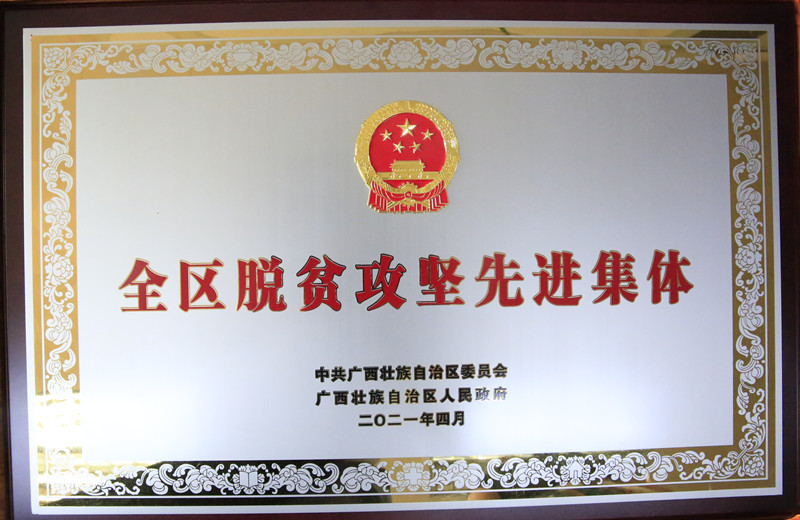 全区脱贫攻坚先进集体
中共广西壮族自治区委员会
广西壮族自治区人民政府
二〇二一年四月